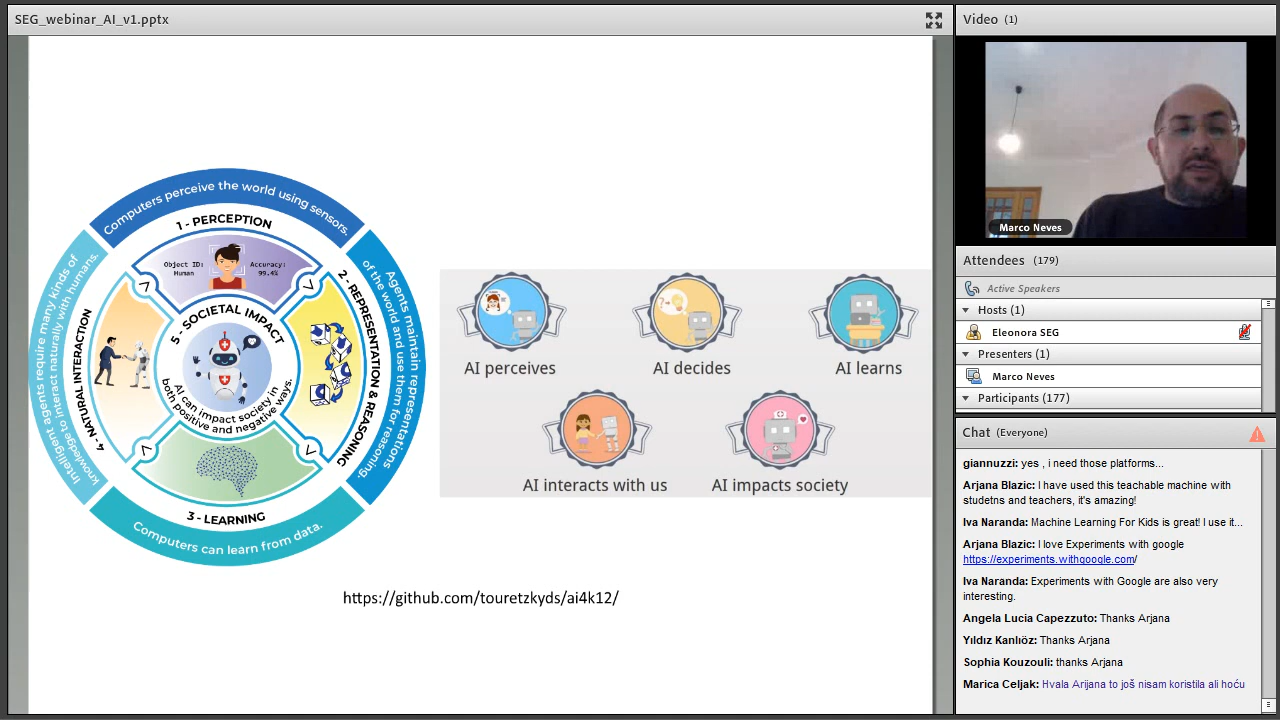 SEG_webinar_AI_v1.pptx
Computers perceive the world using sensors.
1 - PERCEPTION
Object ID:
Human
Accuracy:
99.4%
Agents maintain representations
of the world and use them for reasoning.
2 - REPRESENTATION & REASONING
3 - LEARNING
Computers can learn from data.
Intelligent agents require many kinds of
knowledge to interact naturally with humans.
4 - NATURAL INTERACTION
5 - SOCIETAL IMPACT
AI can impact society in
both positive and negative ways.
AI perceives
AI decides
AI learns
AI interacts with us
AI impacts society
https://github.com/touretzkyds/ai4k12/
Video (1)
Marco Neves
Attendees (179)
Active Speakers
Hosts (1)
Eleonora SEG
Presenters (1)
Marco Neves
Participants (177)
Chat (Everyone)
giannuzzi: yes , i need those platforms...
Arjana Blazic: I have used this teachable machine with
studetns and teachers, it's amazing!
Iva Naranda: Machine Learning For Kids is great! I use it...
Arjana Blazic: I love Experiments with google
https://experiments.withgoogle.com/
Iva Naranda: Experiments with Google are also very
interesting.
Angela Lucia Capezzuto: Thanks Arjana
Yıldız Kanlıöz: Thanks Arjana
Sophia Kouzouli: thanks Arjana
Marica Celjak: Hvala Arijana to još nisam koristila ali hoću